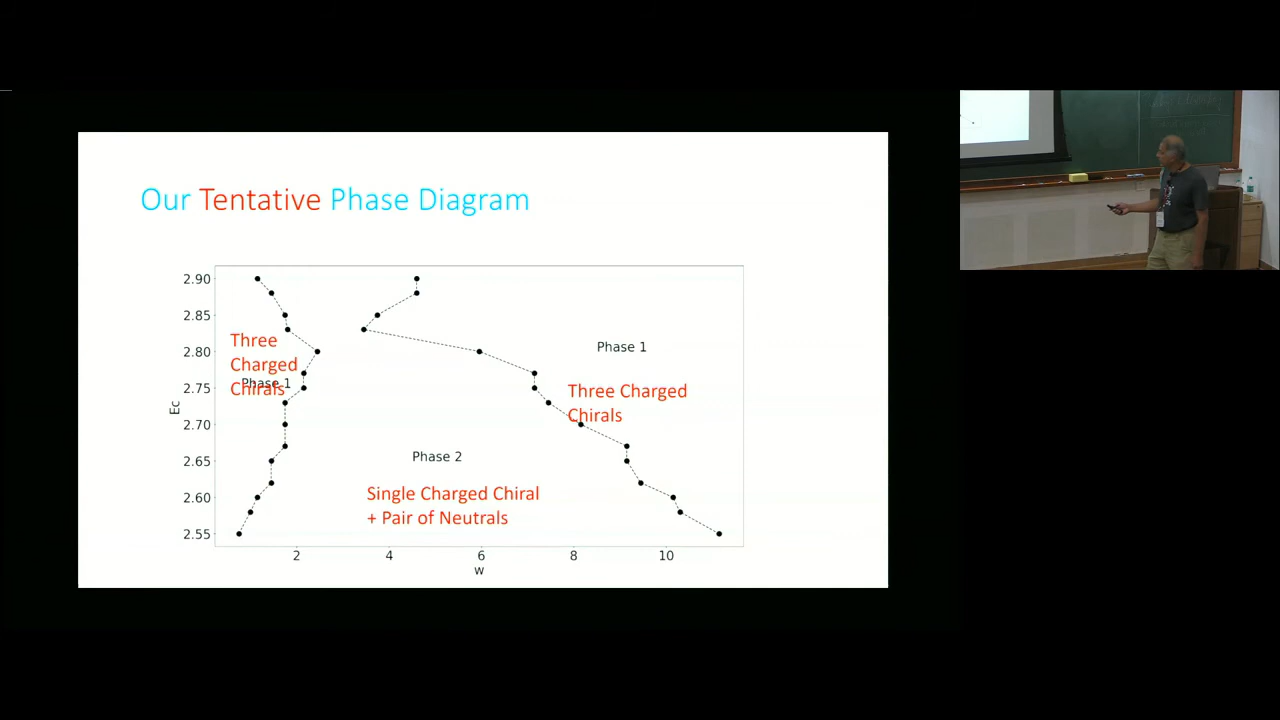 Our Tentative Phase Diagram
2.90
2.85
2.80
2.75
2.70
2.65
2.60
2.55
Ec
Three
Charged
Chirals
Phase 1
Phase 1
Three Charged
Chirals
Phase 2
Single Charged Chiral
+ Pair of Neutrals
2 4 6 8 10
w